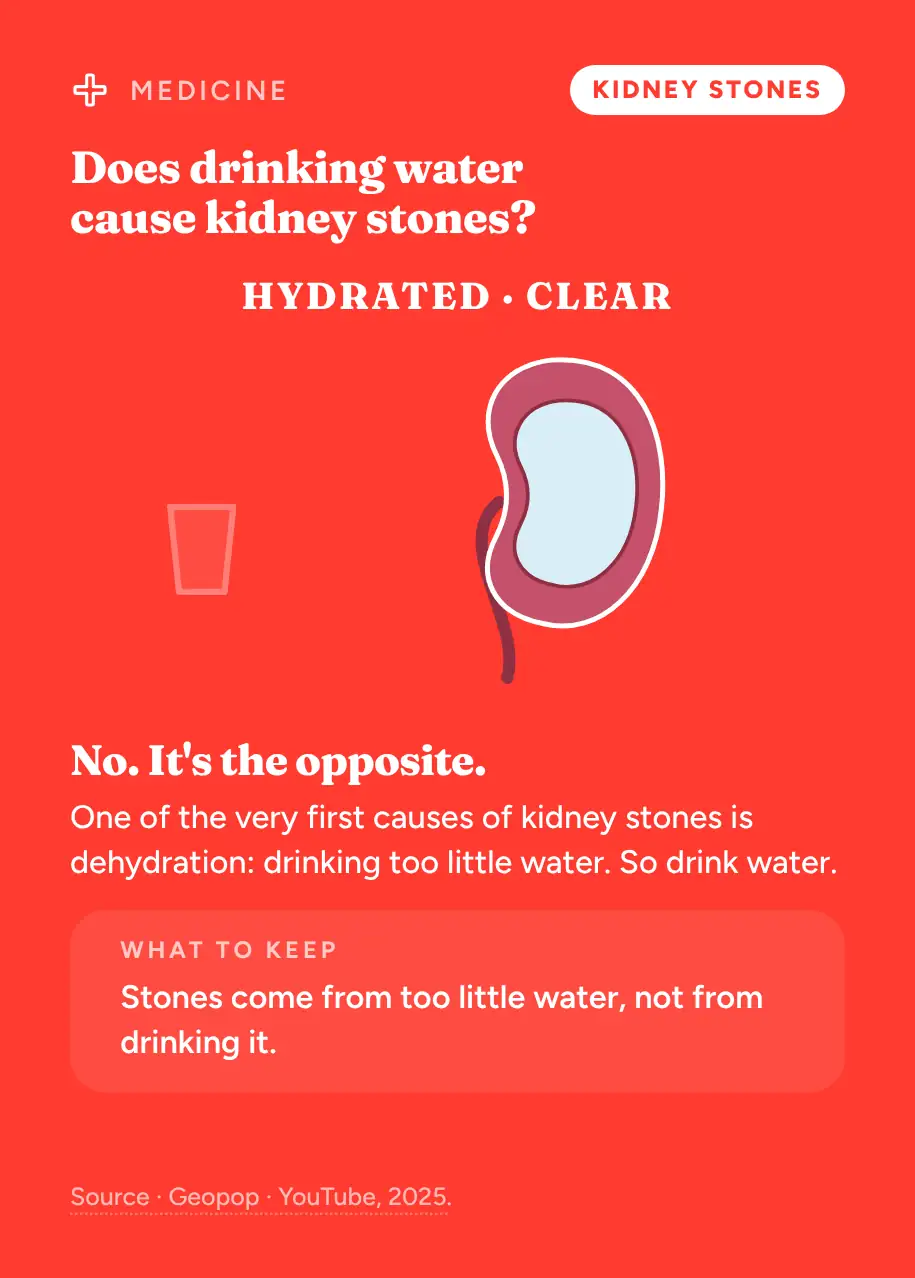 MEDICINE
KIDNEY STONES
Does drinking water
cause kidney stones?
HYDRATED · CLEAR
No. It's the opposite.
One of the very first causes of kidney stones is
dehydration: drinking too little water. So drink water.
WHAT TO KEEP
Stones come from too little water, not from
drinking it.
Source · Geopop · YouTube, 2025.